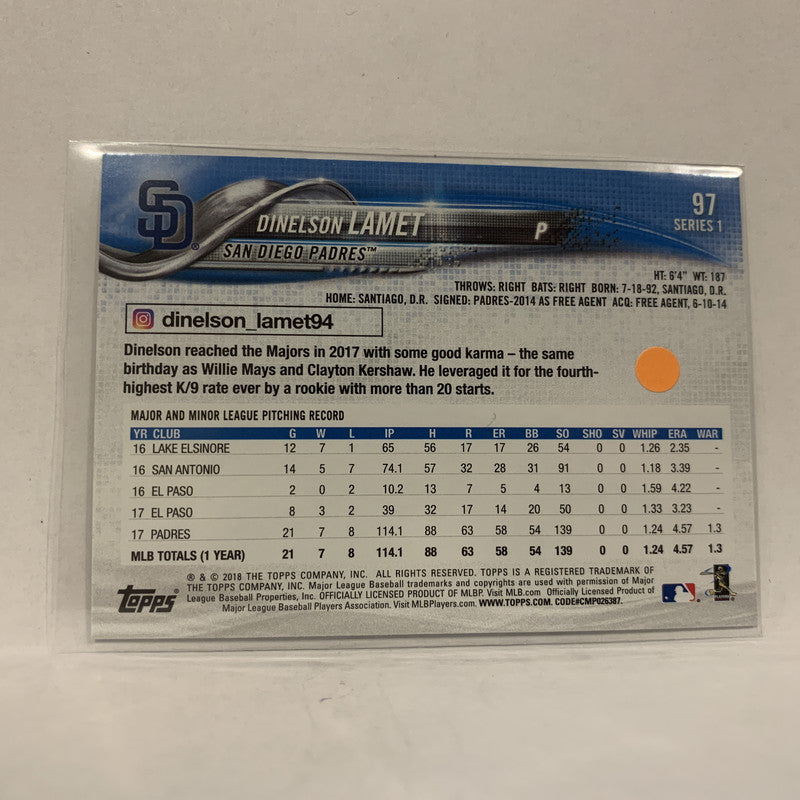 SD®
97
SERIES 1
DINELSON LAMET P
SAN DIEGO PADRES™
HT: 6'4" WT: 187
THROWS: RIGHT BATS: RIGHT BORN: 7-18-92, SANTIAGO, D.R.
HOME: SANTIAGO, D.R. SIGNED: PADRES-2014 AS FREE AGENT ACQ: FREE AGENT, 6-10-14
dinelson_lamet94
Dinelson reached the Majors in 2017 with some good karma – the same
birthday as Willie Mays and Clayton Kershaw. He leveraged it for the fourth-
highest K/9 rate ever by a rookie with more than 20 starts.
MAJOR AND MINOR LEAGUE PITCHING RECORD
YR CLUB G W L IP H R ER BB SO SHO SV WHIP ERA WAR
16 LAKE ELSINORE 12 7 1 65 56 17 17 26 54 0 0 1.26 2.35 -
16 SAN ANTONIO 14 5 7 74.1 57 32 28 31 91 0 0 1.18 3.39 -
16 EL PASO 2 0 2 10.2 13 7 5 4 13 0 0 1.59 4.22 -
17 EL PASO 8 3 2 39 32 17 14 20 50 0 0 1.33 3.23 -
17 PADRES 21 7 8 114.1 88 63 58 54 139 0 0 1.24 4.57 1.3
MLB TOTALS (1 YEAR) 21 7 8 114.1 88 63 58 54 139 0 0 1.24 4.57 1.3
® & © 2018 THE TOPPS COMPANY, INC. ALL RIGHTS RESERVED. TOPPS IS A REGISTERED TRADEMARK OF
THE TOPPS COMPANY, INC. Major League Baseball trademarks and copyrights are used with permission of Major
League Baseball Properties, Inc. OFFICIALLY LICENSED PRODUCT OF MLBP. Visit MLB.com Officially Licensed Product of
Major League Baseball Players Association. Visit MLBPlayers.com. WWW.TOPPS.COM. CODE#CMP026387.
topps®